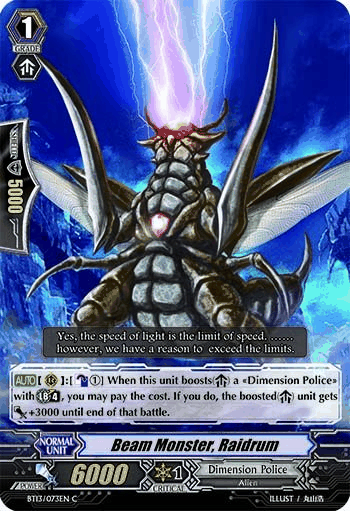 1
GRADE
SHIELD
5000
Yes, the speed of light is the limit of speed. ......
however, we have a reason to exceed the limits.
AUTO [ ]:[ ①] When this unit boosts a «Dimension Police»
with 4, you may pay the cost. If you do, the boosted unit gets
+3000 until end of that battle.
NORMAL UNIT
Beam Monster, Raidrum
POWER
6000
1
CRITICAL
Dimension Police
Alien
BT13/073EN C
ILLUST /